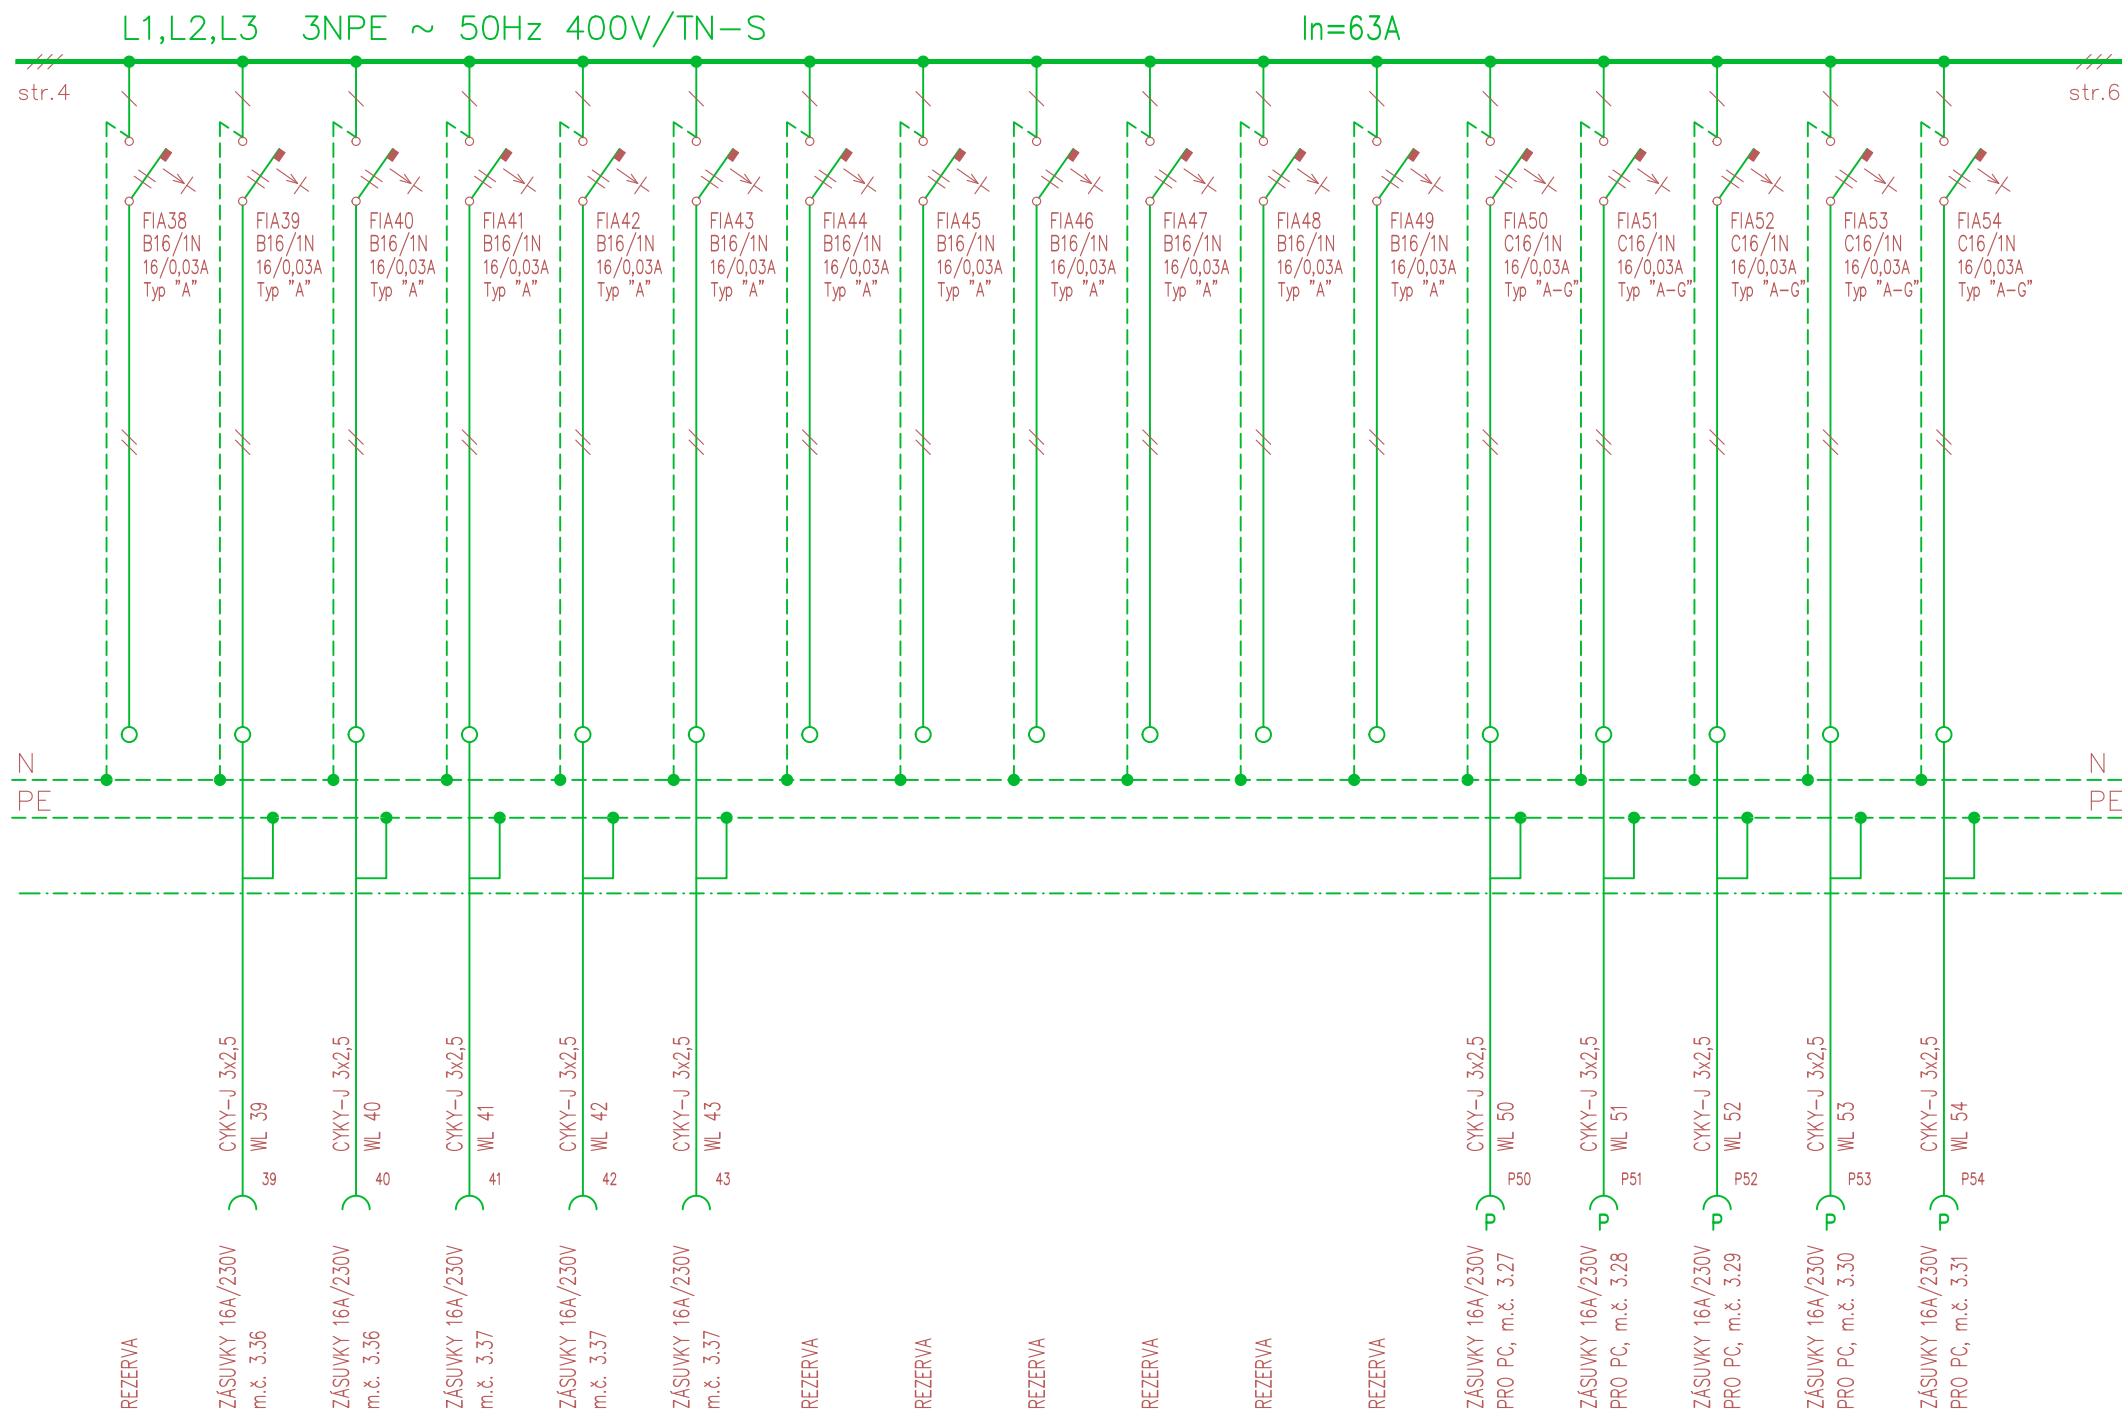 L1,L2,L3 3NPE ~ 50Hz 400V/TN-S
In=63A
str.4
str.6
FIA38
B16/1N
16/0,03A
Typ "A"
FIA39
B16/1N
16/0,03A
Typ "A"
FIA40
B16/1N
16/0,03A
Typ "A"
FIA41
B16/1N
16/0,03A
Typ "A"
FIA42
B16/1N
16/0,03A
Typ "A"
FIA43
B16/1N
16/0,03A
Typ "A"
FIA44
B16/1N
16/0,03A
Typ "A"
FIA45
B16/1N
16/0,03A
Typ "A"
FIA46
B16/1N
16/0,03A
Typ "A"
FIA47
B16/1N
16/0,03A
Typ "A"
FIA48
B16/1N
16/0,03A
Typ "A"
FIA49
B16/1N
16/0,03A
Typ "A"
FIA50
C16/1N
16/0,03A
Typ "A-G"
FIA51
C16/1N
16/0,03A
Typ "A-G"
FIA52
C16/1N
16/0,03A
Typ "A-G"
FIA53
C16/1N
16/0,03A
Typ "A-G"
FIA54
C16/1N
16/0,03A
Typ "A-G"
N
N
PE
PE
CYKY-J 3x2,5
WL 39
CYKY-J 3x2,5
WL 40
CYKY-J 3x2,5
WL 41
CYKY-J 3x2,5
WL 42
CYKY-J 3x2,5
WL 43
CYKY-J 3x2,5
WL 50
CYKY-J 3x2,5
WL 51
CYKY-J 3x2,5
WL 52
CYKY-J 3x2,5
WL 53
CYKY-J 3x2,5
WL 54
39
40
41
42
43
P50
P51
P52
P53
P54
P
P
P
P
P
REZERVA
ZÁSUVKY 16A/230V
m.č. 3.36
ZÁSUVKY 16A/230V
m.č. 3.36
ZÁSUVKY 16A/230V
m.č. 3.37
ZÁSUVKY 16A/230V
m.č. 3.37
ZÁSUVKY 16A/230V
m.č. 3.37
REZERVA
REZERVA
REZERVA
REZERVA
REZERVA
REZERVA
ZÁSUVKY 16A/230V
PRO PC, m.č. 3.27
ZÁSUVKY 16A/230V
PRO PC, m.č. 3.28
ZÁSUVKY 16A/230V
PRO PC, m.č. 3.29
ZÁSUVKY 16A/230V
PRO PC, m.č. 3.30
ZÁSUVKY 16A/230V
PRO PC, m.č. 3.31